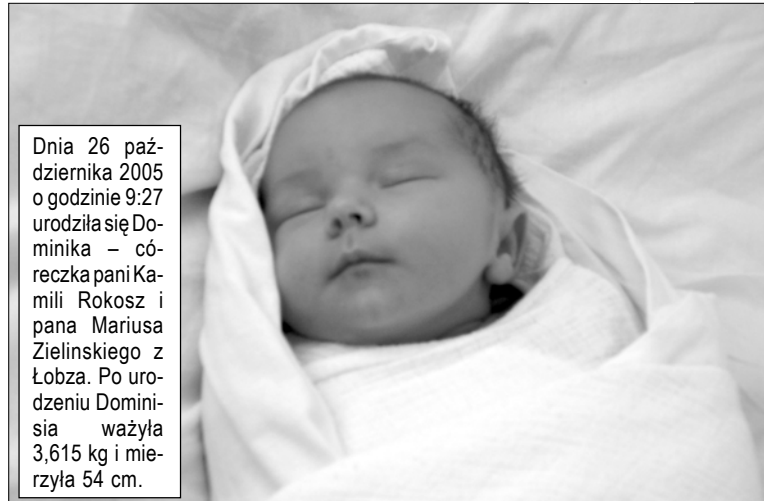 Dnia 26 paź-
dziernika 2005
o godzinie 9:27
urodziła się Do-
minika – có-
reczka pani Ka-
mili Rokosz i
pana Mariusa
Zielinskiego z
Łobza. Po uro-
dzeniu Domini-
sia ważyła
3,615 kg i mie-
rzyła 54 cm.